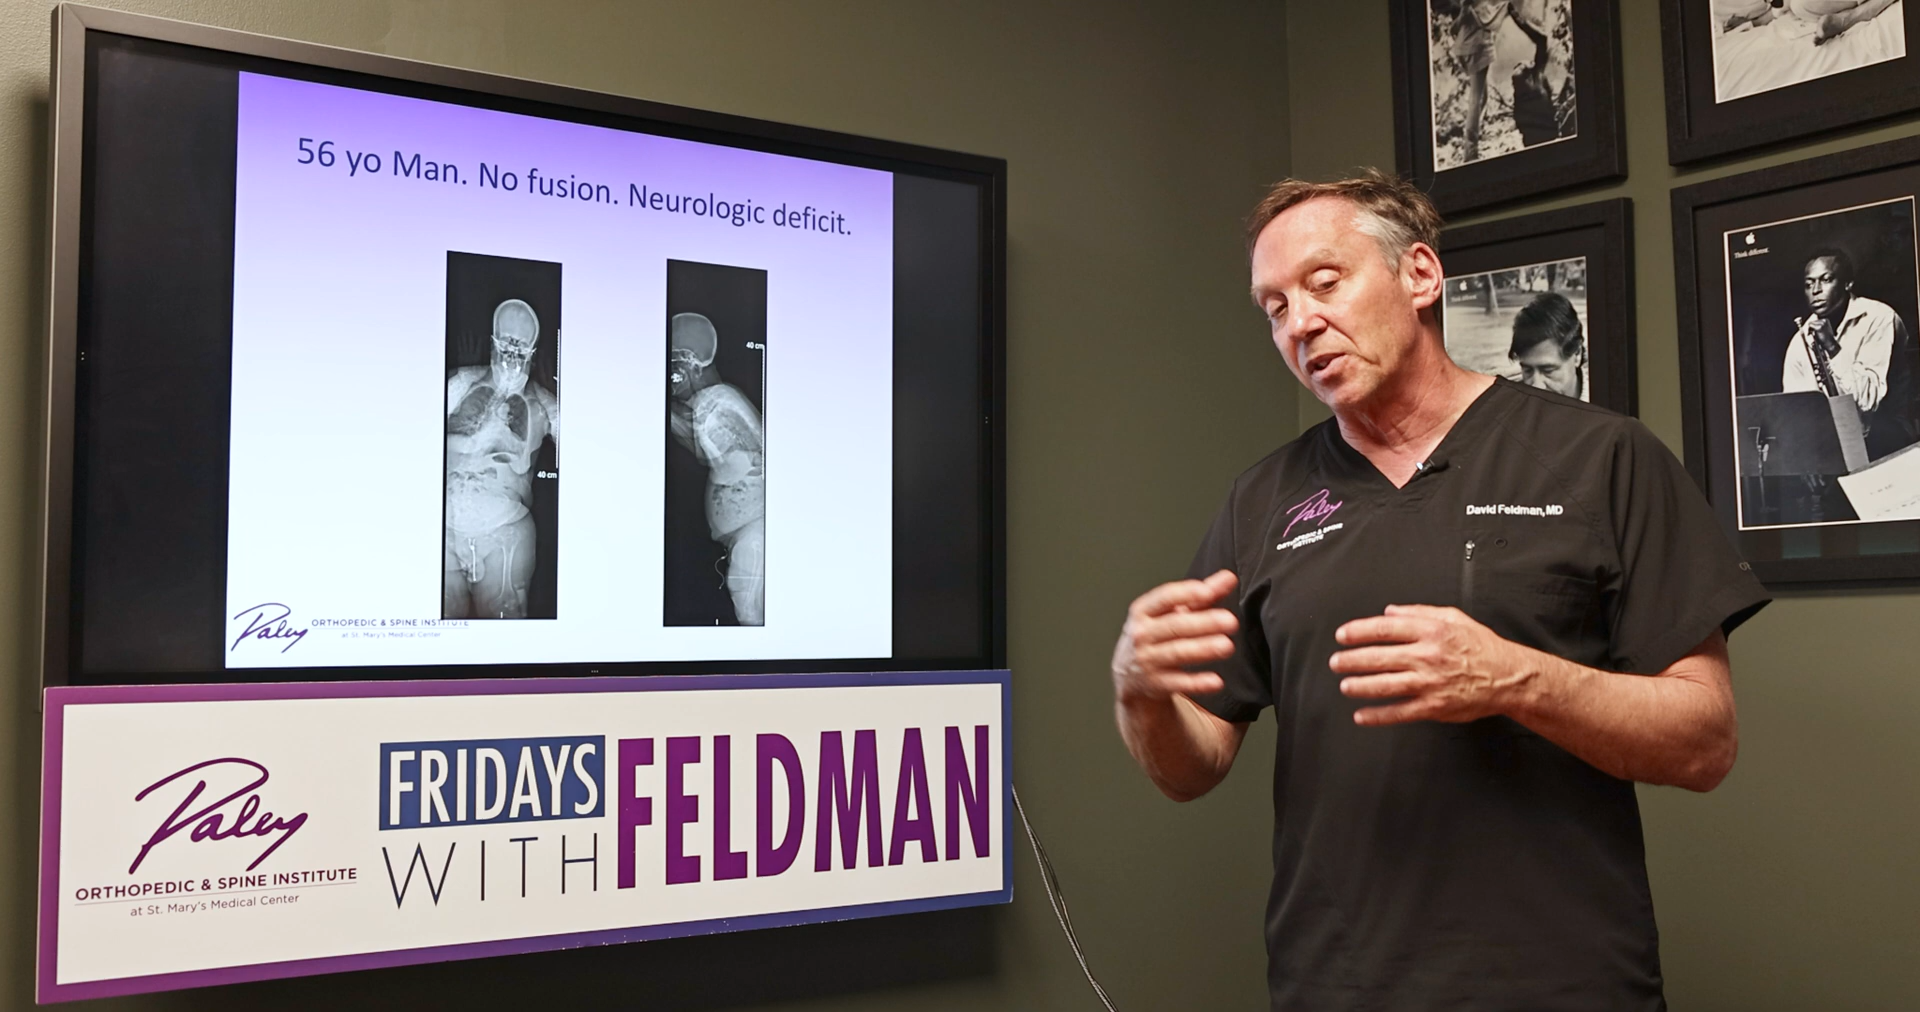 56 yo Man. No fusion. Neurologic deficit.
40 cm
40 cm
Paley
ORTHOPEDIC & SPINE INSTITUTE
at St. Mary's Medical Center
Paley
ORTHOPEDIC & SPINE INSTITUTE
at St. Mary's Medical Center
FRIDAYS
WITH
FELDMAN
Paley
ORTHOPEDIC & SPINE
INSTITUTE
David Feldman, MD
Think different.
Think different.